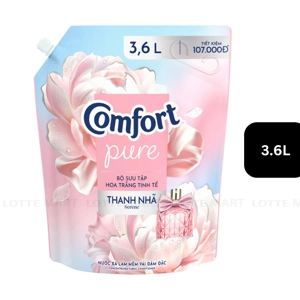 3,6 L
TIẾT KIỆM
107.000Đ
Comfort
pure
BỘ SƯU TẬP
HOA TRẮNG TINH TẾ
THANH NHÃ
Serene
NƯỚC XẢ LÀM MỀM VẢI ĐẬM ĐẶC
3.6L
LOTTE MART